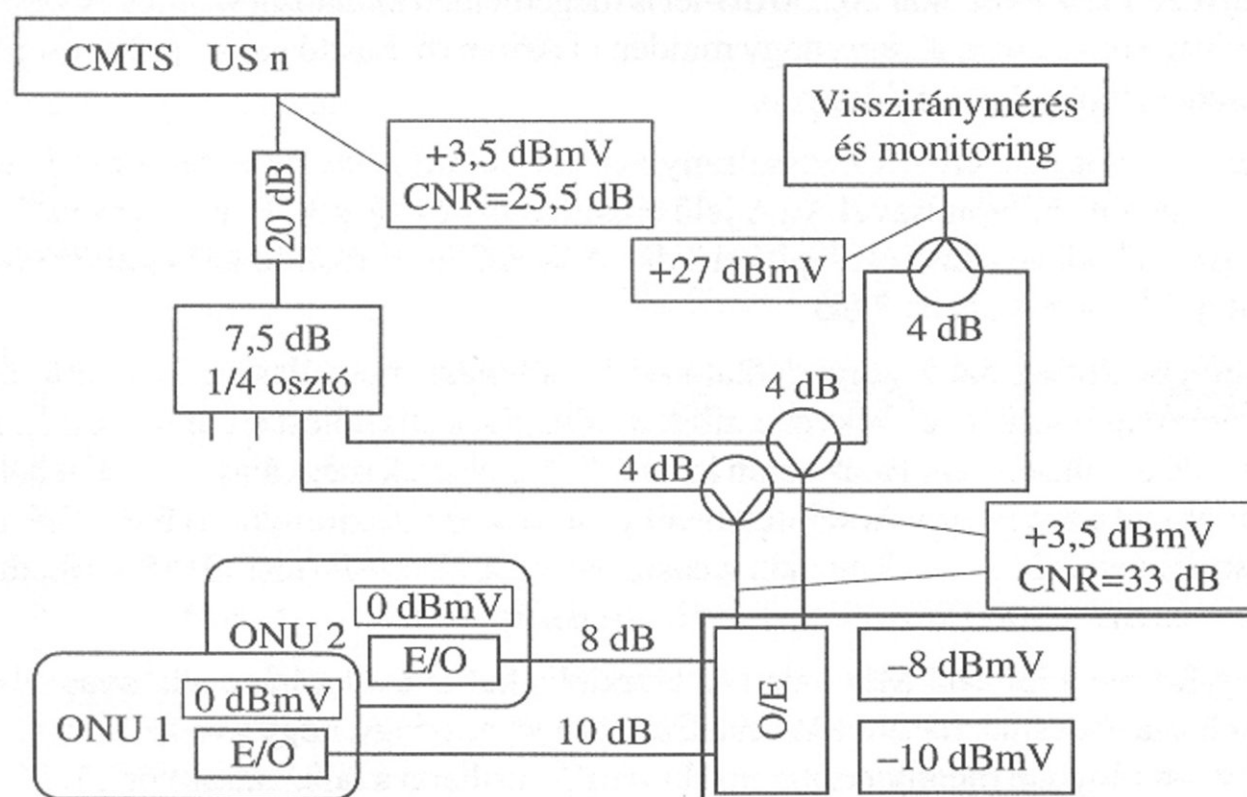 CMTS US n
+3,5 dBmV
CNR=25,5 dB
20 dB
Vissziránymérés
és monitoring
+27 dBmV
4 dB
7,5 dB
1/4 osztó
4 dB
4 dB
+3,5 dBmV
CNR=33 dB
0 dBmV
ONU 2
E/O
8 dB
0 dBmV
ONU 1
E/O
10 dB
O/E
–8 dBmV
–10 dBmV